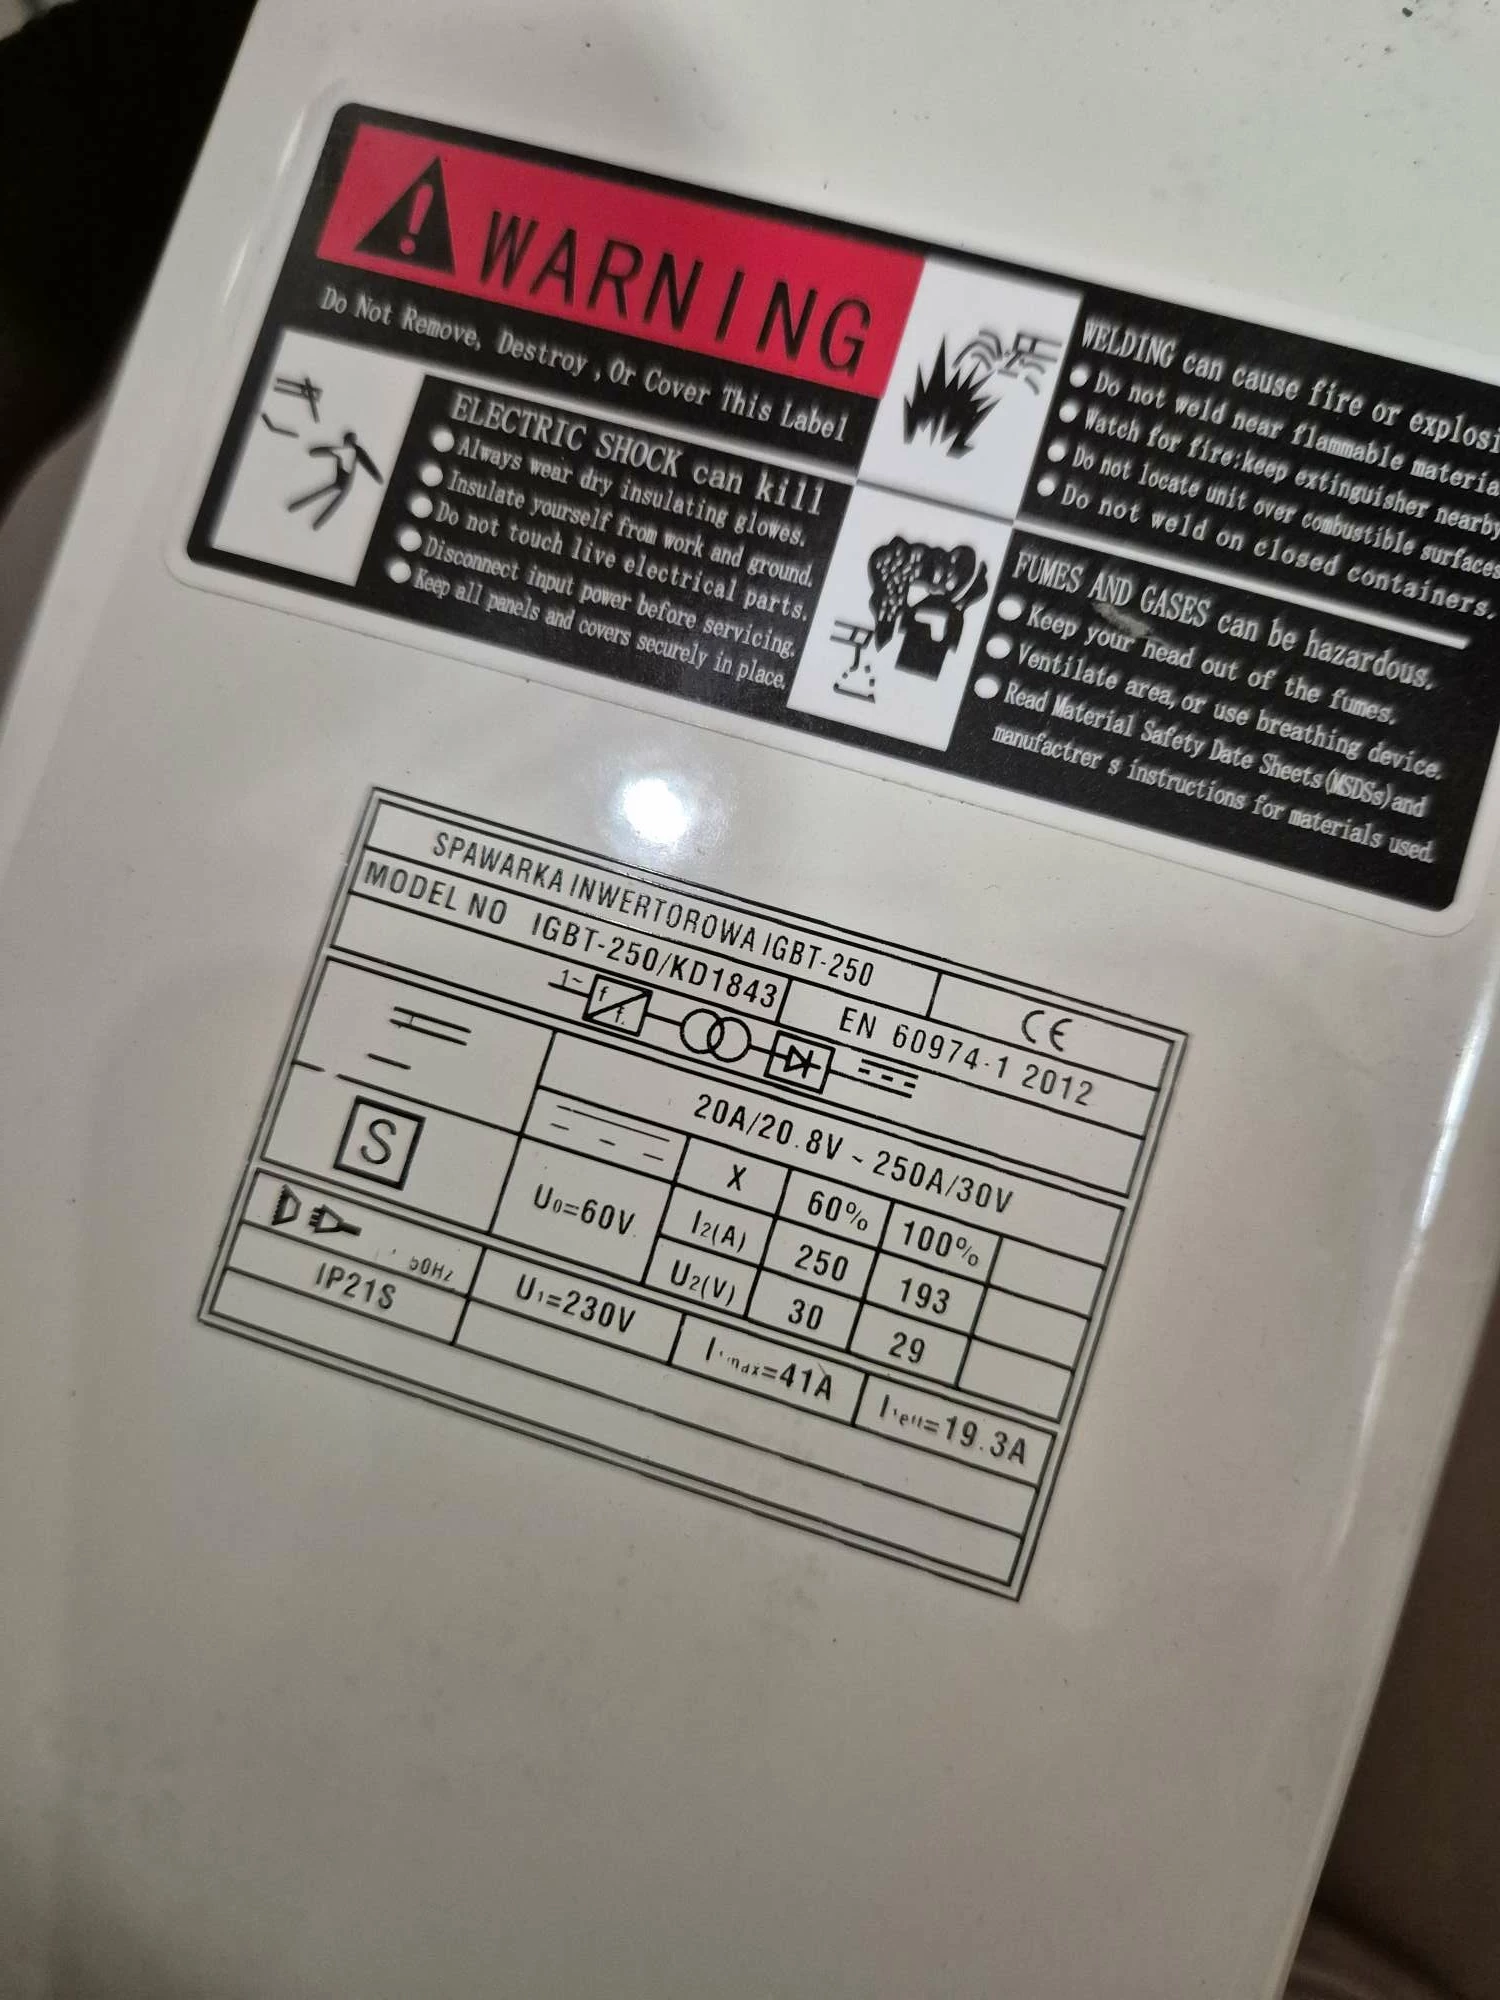 WARNING
Do Not Remove, Destroy, Or Cover This Label
ELECTRIC SHOCK can kill
Always wear dry insulating glowes.
Insulate yourself from work and ground.
Do not touch live electrical parts.
Disconnect input power before servicing.
Keep all panels and covers securely in place.
WELDING can cause fire or explosi
Do not weld near flammable materia
Watch for fire:keep extinguisher nearby
Do not locate unit over combustible surfaces
Do not weld on closed containers.
FUMES AND GASES can be hazardous.
Keep your head out of the fumes.
Ventilate area, or use breathing device.
Read Material Safety Date Sheets (MSDSs) and
manufactrer s instructions for materials used.
SPAWARKA INWERTOROWA IGBT-250
CE
MODEL NO IGBT-250/KD1843
EN 60974-1 2012
1~ f f
20A/20.8V ~ 250A/30V
X 60% 100%
S
U0=60V
I2(A) 250 193
U2(V) 30 29
50Hz
U1=230V
I1max=41A
I1eff=19.3A
IP21S